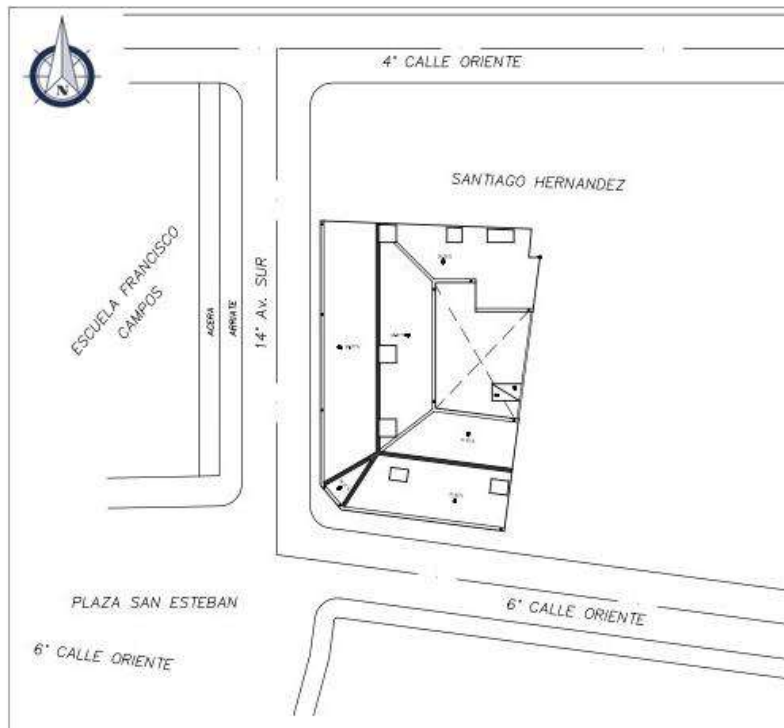 N
4° CALLE ORIENTE
SANTIAGO HERNANDEZ
ESCUELA FRANCISCO
CAMPOS
ACERA
ARRIATE
14° AV. SUR
PLAZA SAN ESTEBAN
6° CALLE ORIENTE
6° CALLE ORIENTE